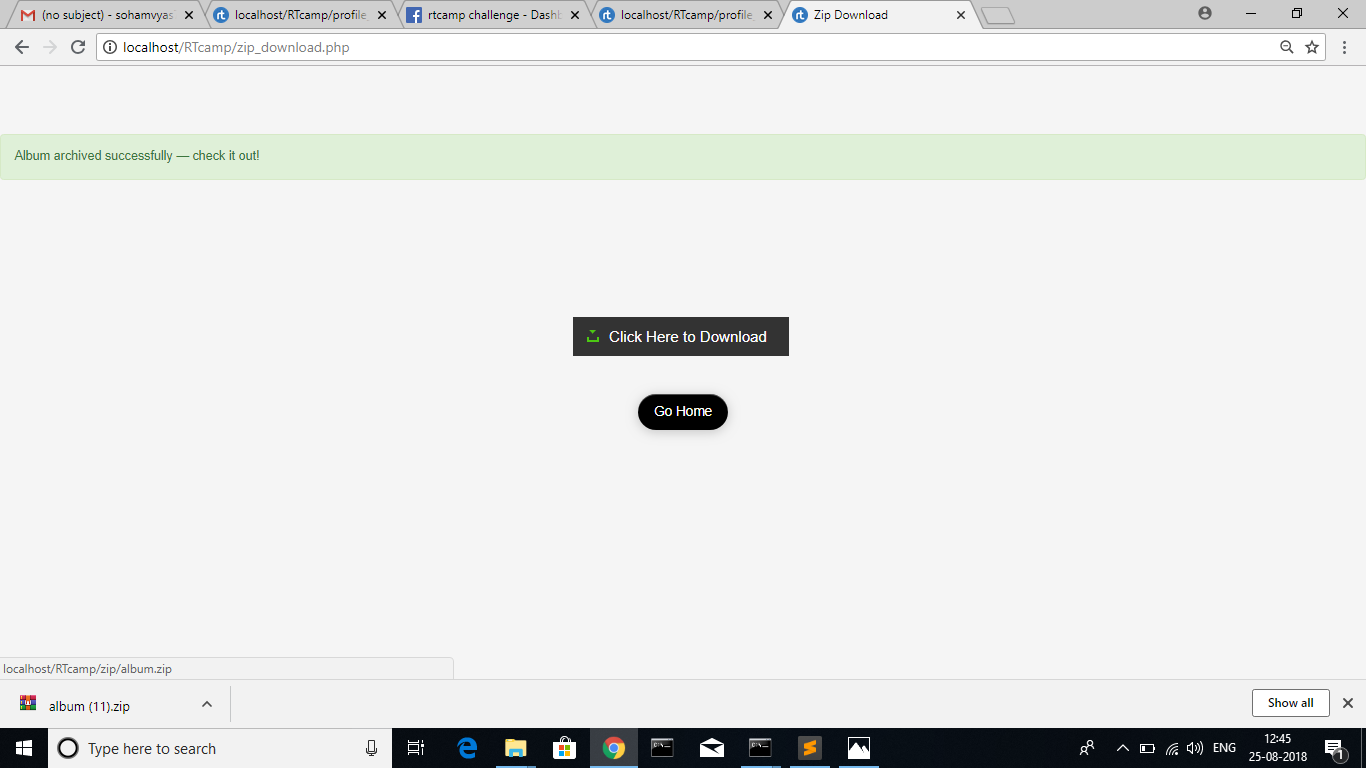 (no subject) - sohamvyas
localhost/RTcamp/profile
rtcamp challenge - Dashb
localhost/RTcamp/profile
Zip Download
localhost/RTcamp/zip_download.php
Album archived successfully — check it out!
Click Here to Download
Go Home
localhost/RTcamp/zip/album.zip
album (11).zip
Show all
Type here to search
ENG
12:45
25-08-2018
1